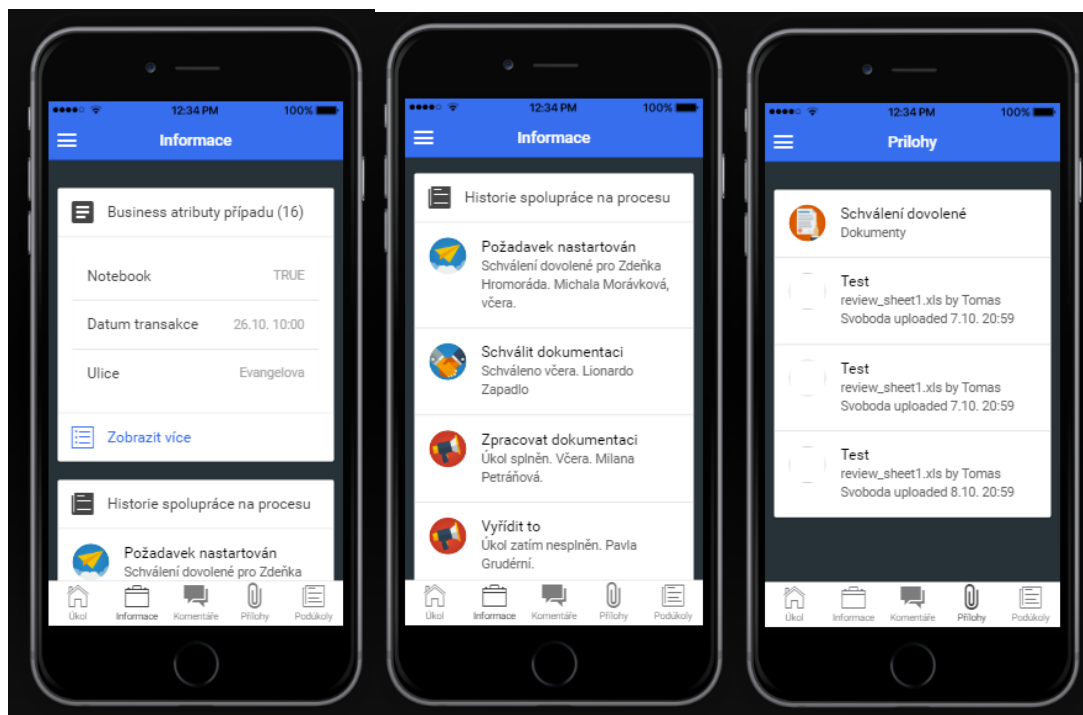 12:34 PM 100%
Informace
Business atributy případu (16)
Notebook TRUE
Datum transakce 26.10. 10:00
Ulice Evangelova
Zobrazit více
Historie spolupráce na procesu
Požadavek nastartován
Schválení dovolené pro Zdeňka
Úkol Informace Komentáře Přílohy Podúkoly
12:34 PM 100%
Informace
Historie spolupráce na procesu
Požadavek nastartován
Schválení dovolené pro Zdeňka
Hromoráda. Michala Morávková,
včera.
Schválit dokumentaci
Schváleno včera. Lionardo
Zapadlo
Zpracovat dokumentaci
Úkol splněn. Včera. Milana
Petráňová.
Vyřídit to
Úkol zatím nesplněn. Pavla
Grudérní.
Úkol Informace Komentáře Přílohy Podúkoly
12:34 PM 100%
Prilohy
Schválení dovolené
Dokumenty
Test
review_sheet1.xls by Tomas
Svoboda uploaded 7.10. 20:59
Test
review_sheet1.xls by Tomas
Svoboda uploaded 7.10. 20:59
Test
review_sheet1.xls by Tomas
Svoboda uploaded 8.10. 20:59
Úkol Informace Komentáře Přílohy Podúkoly